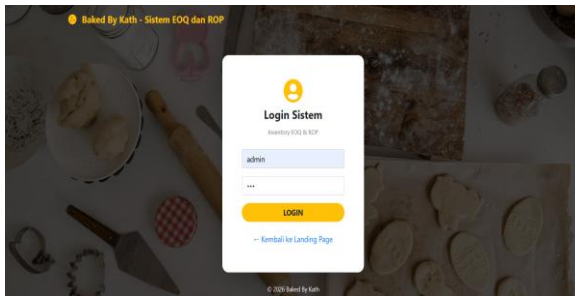 Baked By Kath - Sistem EOQ dan ROP
Login Sistem
Inventory EOQ & ROP
admin
•••
LOGIN
← Kembali ke Landing Page
© 2026 Baked By Kath